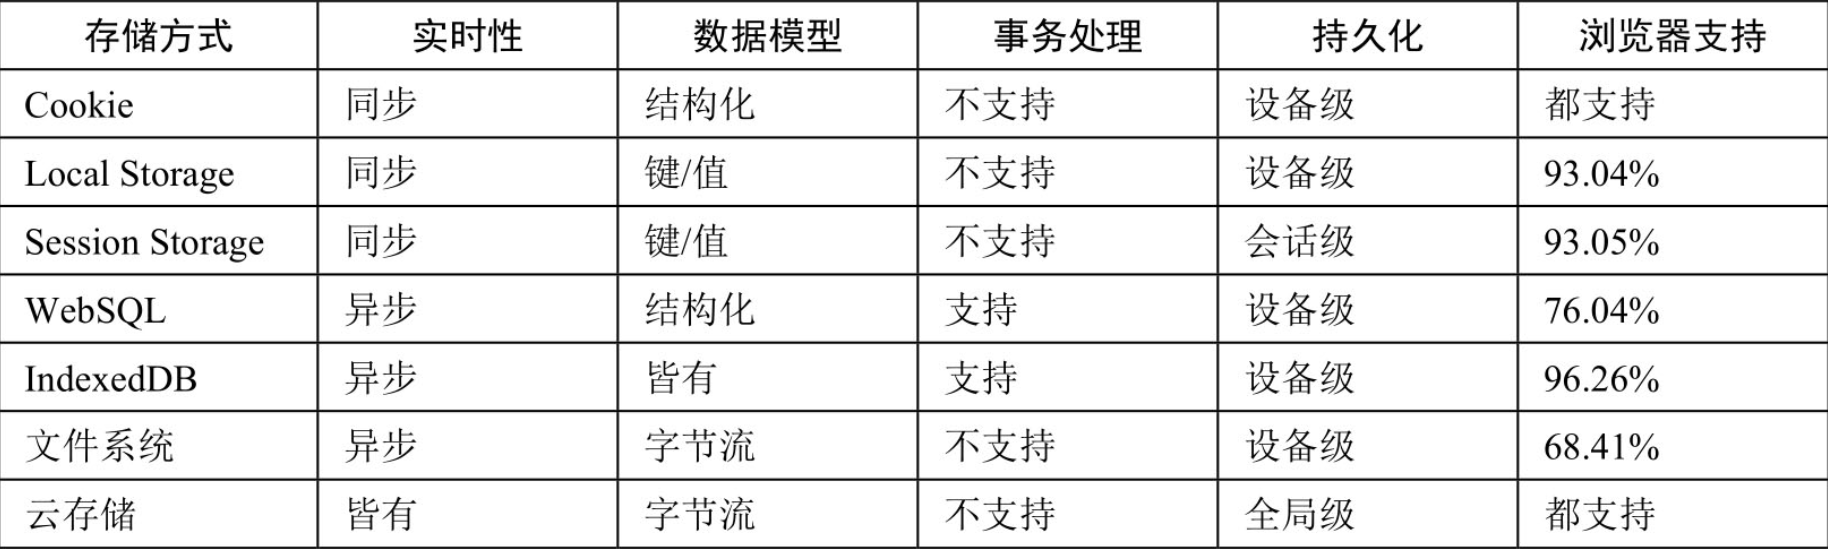 存储方式 实时性 数据模型 事务处理 持久化 浏览器支持
Cookie 同步 结构化 不支持 设备级 都支持
Local Storage 同步 键/值 不支持 设备级 93.04%
Session Storage 同步 键/值 不支持 会话级 93.05%
WebSQL 异步 结构化 支持 设备级 76.04%
IndexedDB 异步 皆有 支持 设备级 96.26%
文件系统 异步 字节流 不支持 设备级 68.41%
云存储 皆有 字节流 不支持 全局级 都支持